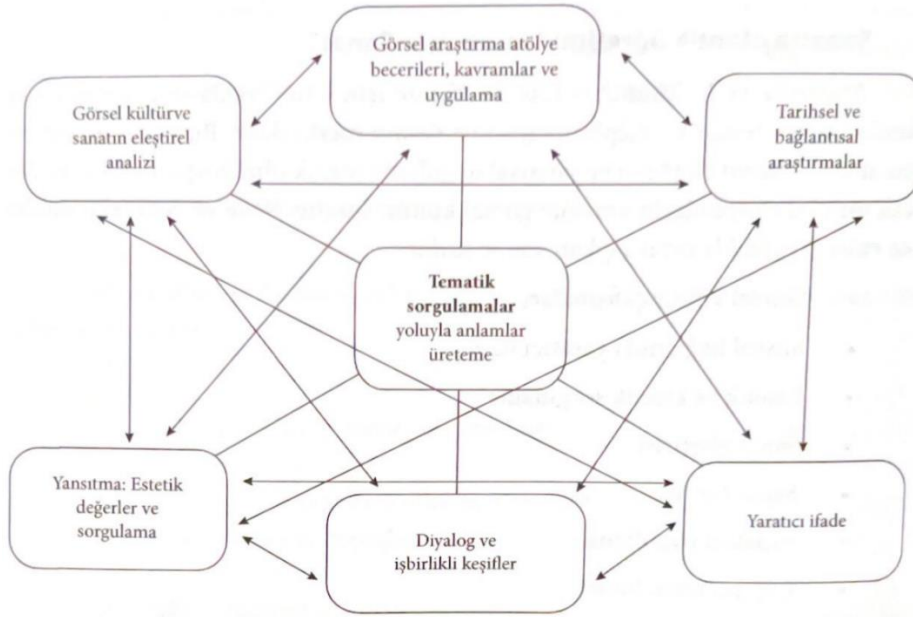 Görsel araştırma atölye
becerileri, kavramlar ve
uygulama
Görsel kültürve
sanatın eleştirel
analizi
Tarihsel ve
bağlantısal
araştırmalar
Tematik
sorgulamalar
yoluyla anlamlar
üreteme
Yansıtma: Estetik
değerler ve
sorgulama
Diyalog ve
işbirlikli keşifler
Yaratıcı ifade